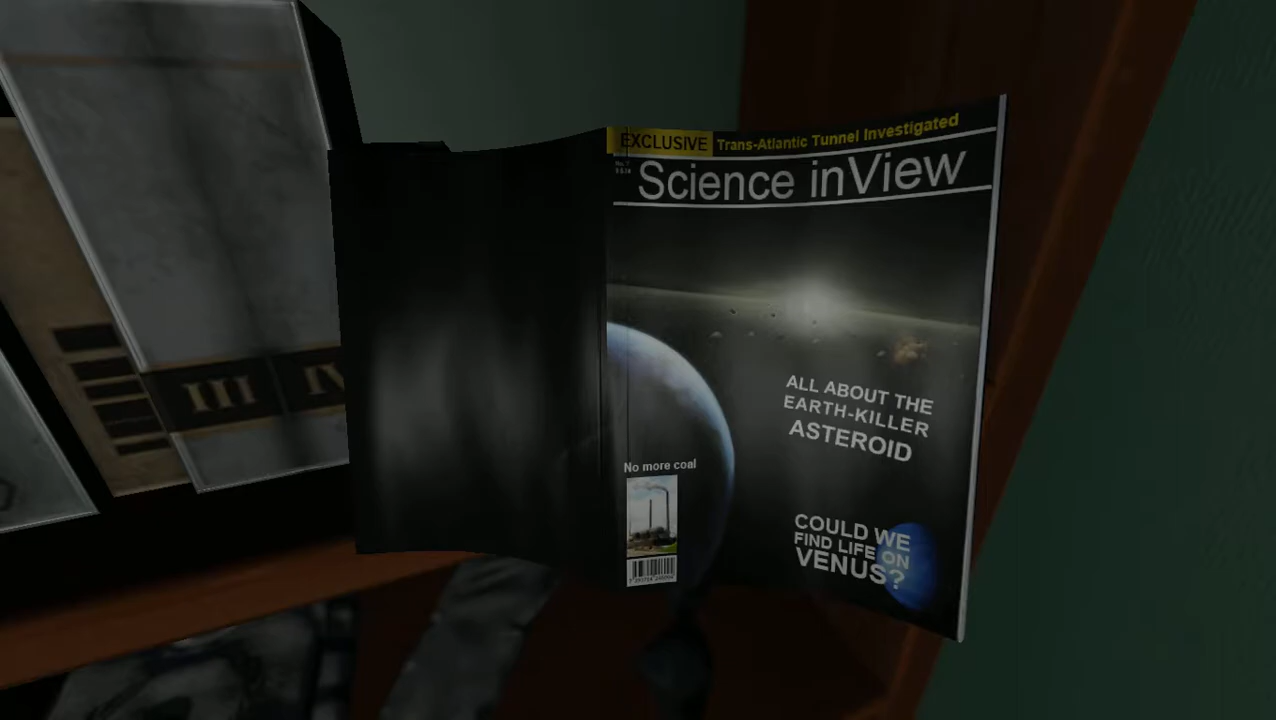 EXCLUSIVE Trans-Atlantic Tunnel Investigated
Science inView
ALL ABOUT THE
EARTH-KILLER
ASTEROID
No more coal
COULD WE
FIND LIFE ON
VENUS?
III IV